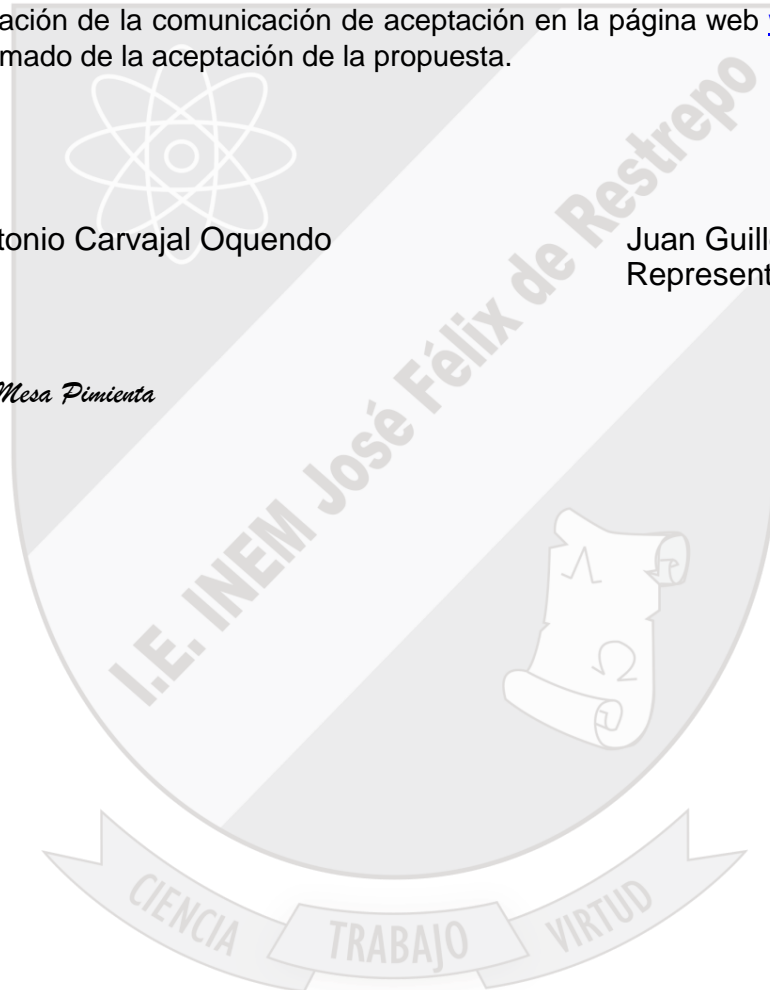 ación de la comunicación de aceptación en la página web
mado de la aceptación de la propuesta.
tonio Carvajal Oquendo
Juan Guill
Represent
Mesa Pimienta
I.E. INEM José Félix de Restrepo
CIENCIA TRABAJO VIRTUD